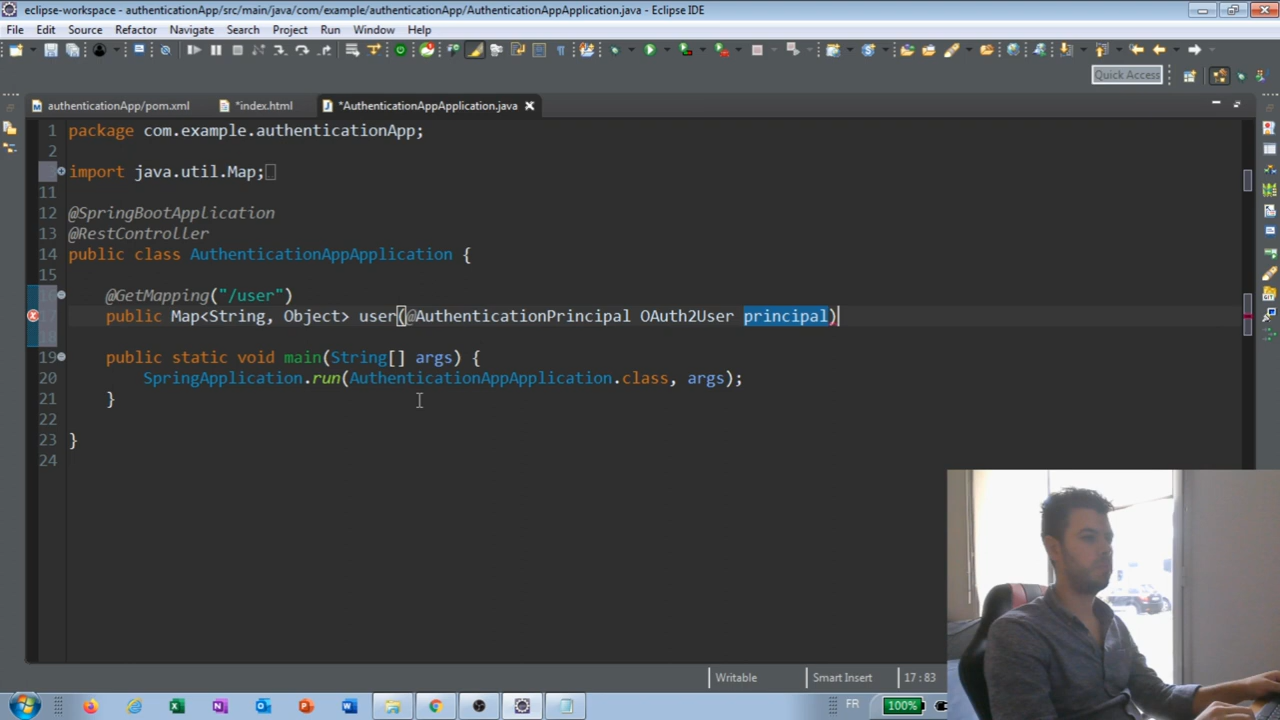 eclipse-workspace - authenticationApp/src/main/java/com/example/authenticationApp/AuthenticationAppApplication.java - Eclipse IDE
File Edit Source Refactor Navigate Search Project Run Window Help
Quick Access
authenticationApp/pom.xml *index.html *AuthenticationAppApplication.java
1 package com.example.authenticationApp;
2
3 import java.util.Map;
11
12 @SpringBootApplication
13 @RestController
14 public class AuthenticationAppApplication {
15
16 @GetMapping("/user")
17 public Map<String, Object> user(@AuthenticationPrincipal OAuth2User principal)
18
19 public static void main(String[] args) {
20 SpringApplication.run(AuthenticationAppApplication.class, args);
21 }
22
23 }
24
Writable Smart Insert 17 : 83
FR 100%